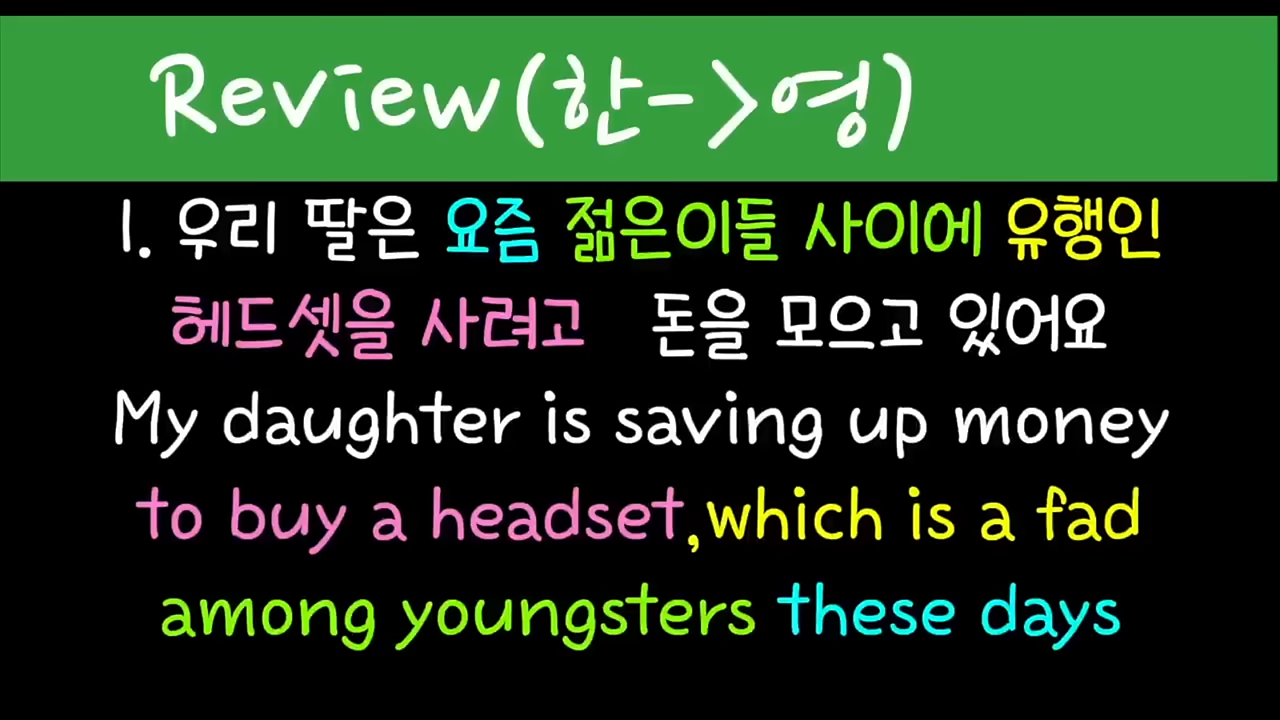 Review(한->영)
1. 우리 딸은 요즘 젊은이들 사이에 유행인
헤드셋을 사려고 돈을 모으고 있어요
My daughter is saving up money
to buy a headset,which is a fad
among youngsters these days